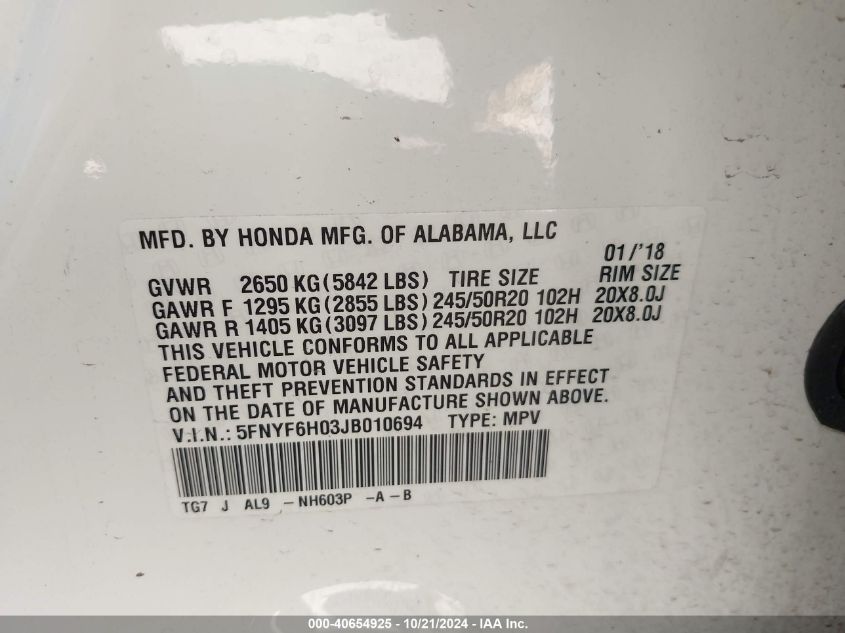 MFD. BY HONDA MFG. OF ALABAMA, LLC
01/'18
GVWR 2650 KG(5842 LBS) TIRE SIZE RIM SIZE
GAWR F 1295 KG(2855 LBS) 245/50R20 102H 20X8.0J
GAWR R 1405 KG(3097 LBS) 245/50R20 102H 20X8.0J
THIS VEHICLE CONFORMS TO ALL APPLICABLE
FEDERAL MOTOR VEHICLE SAFETY
AND THEFT PREVENTION STANDARDS IN EFFECT
ON THE DATE OF MANUFACTURE SHOWN ABOVE.
V.I.N.: 5FNYF6H03JB010694 TYPE: MPV
TG7 J AL9 -NH603P -A-B
000-40654925 - 10/21/2024 - IAA Inc.